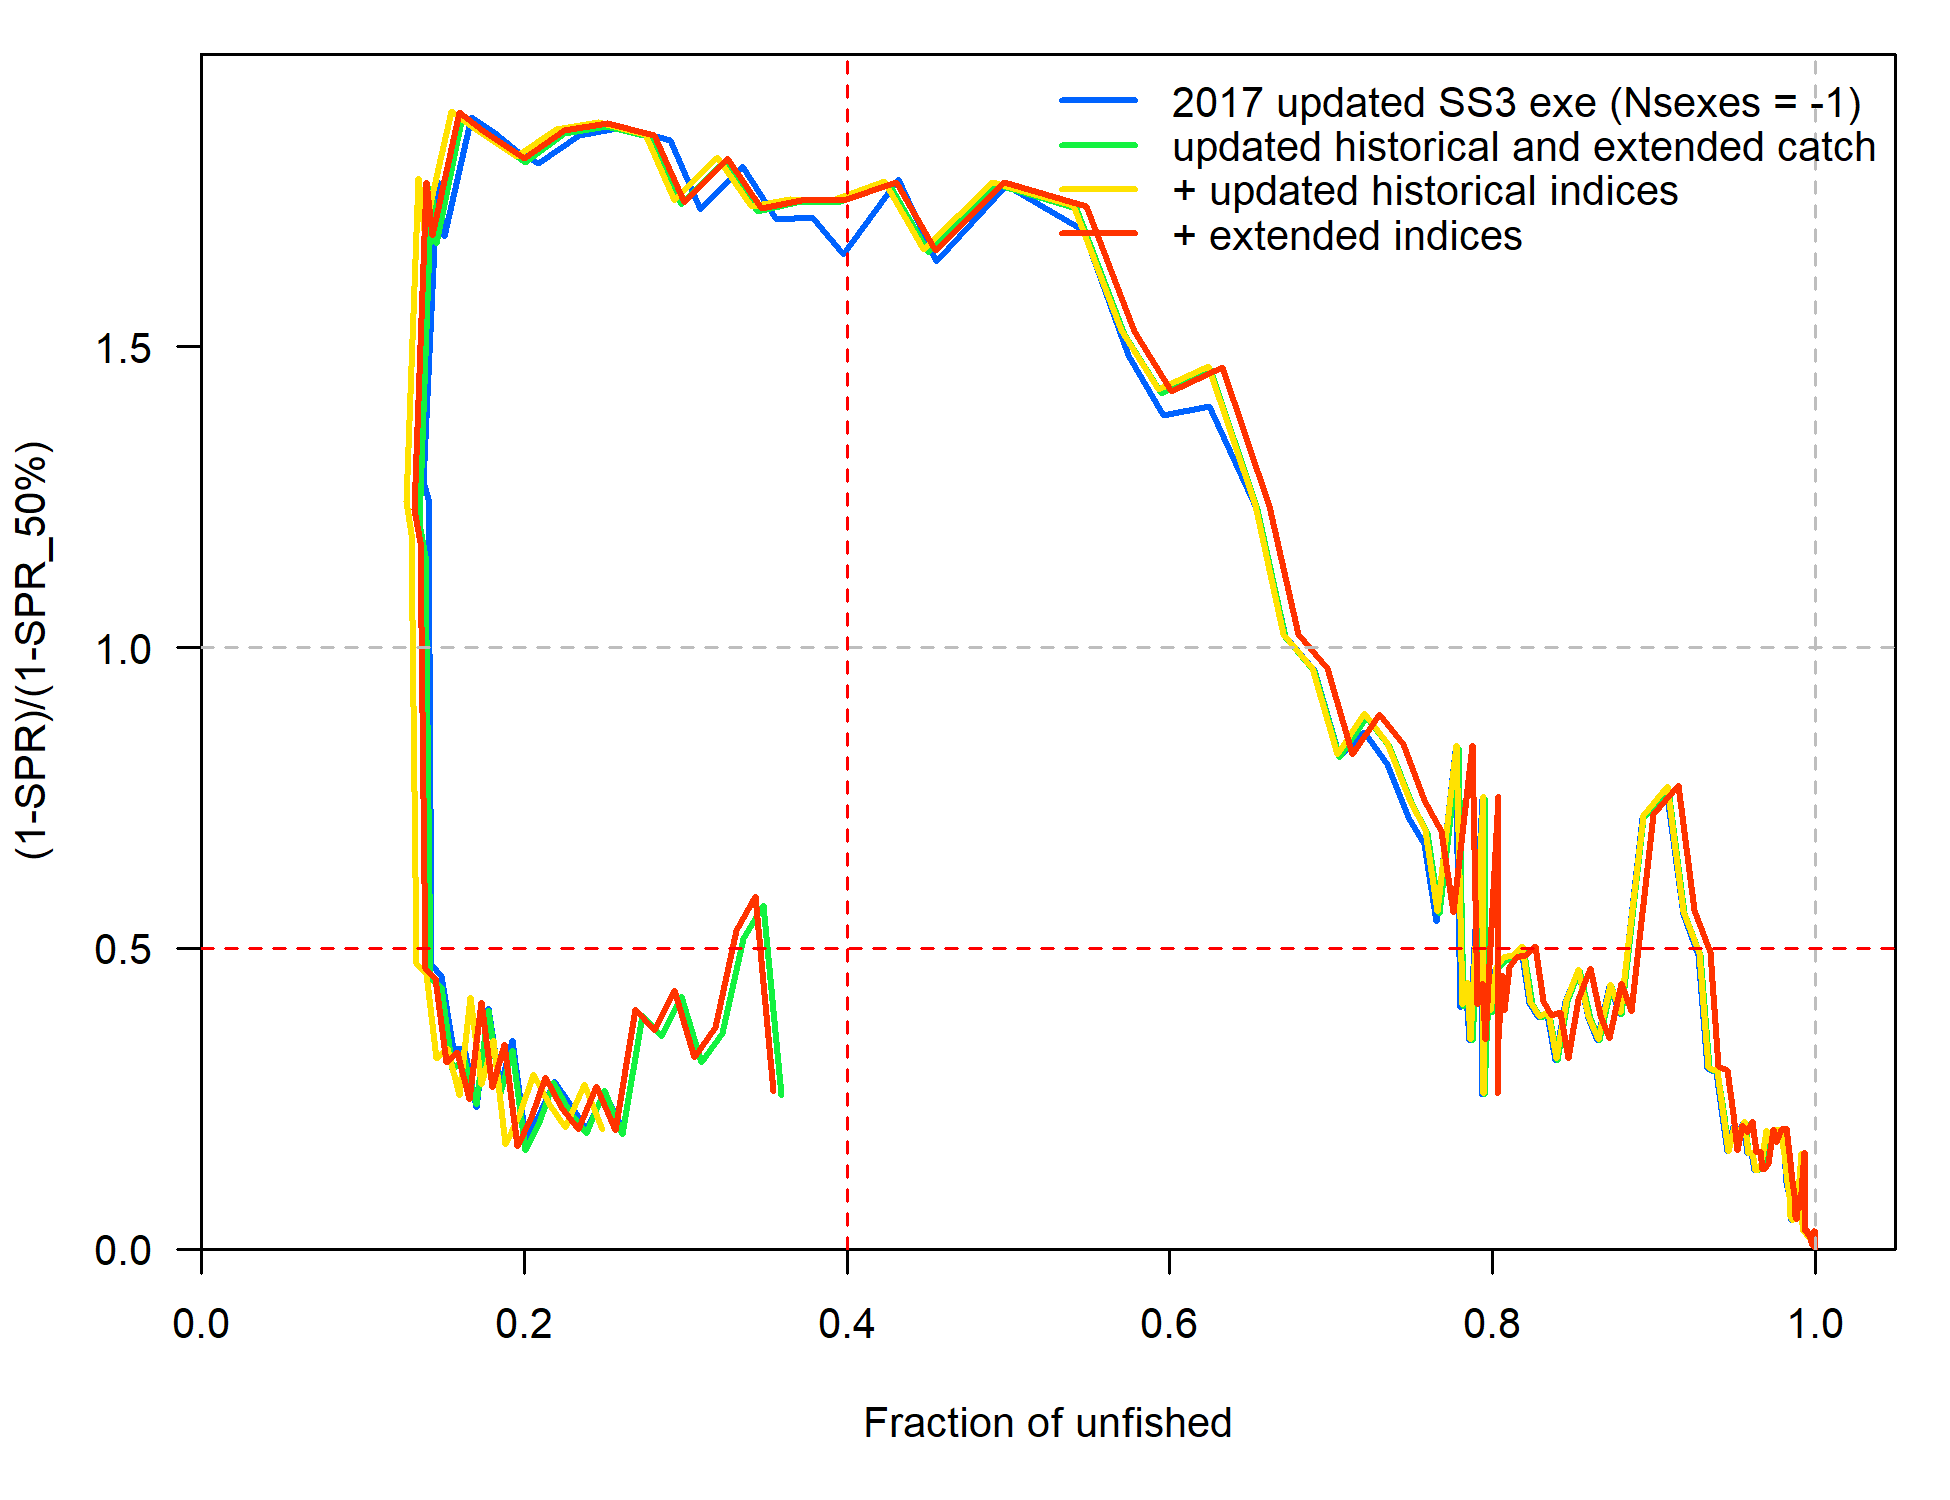 2017 updated SS3 exe (Nsexes = -1)
updated historical and extended catch
+ updated historical indices
+ extended indices
(1-SPR)/(1-SPR_50%)
1.5
1.0
0.5
0.0
0.0 0.2 0.4 0.6 0.8 1.0
Fraction of unfished